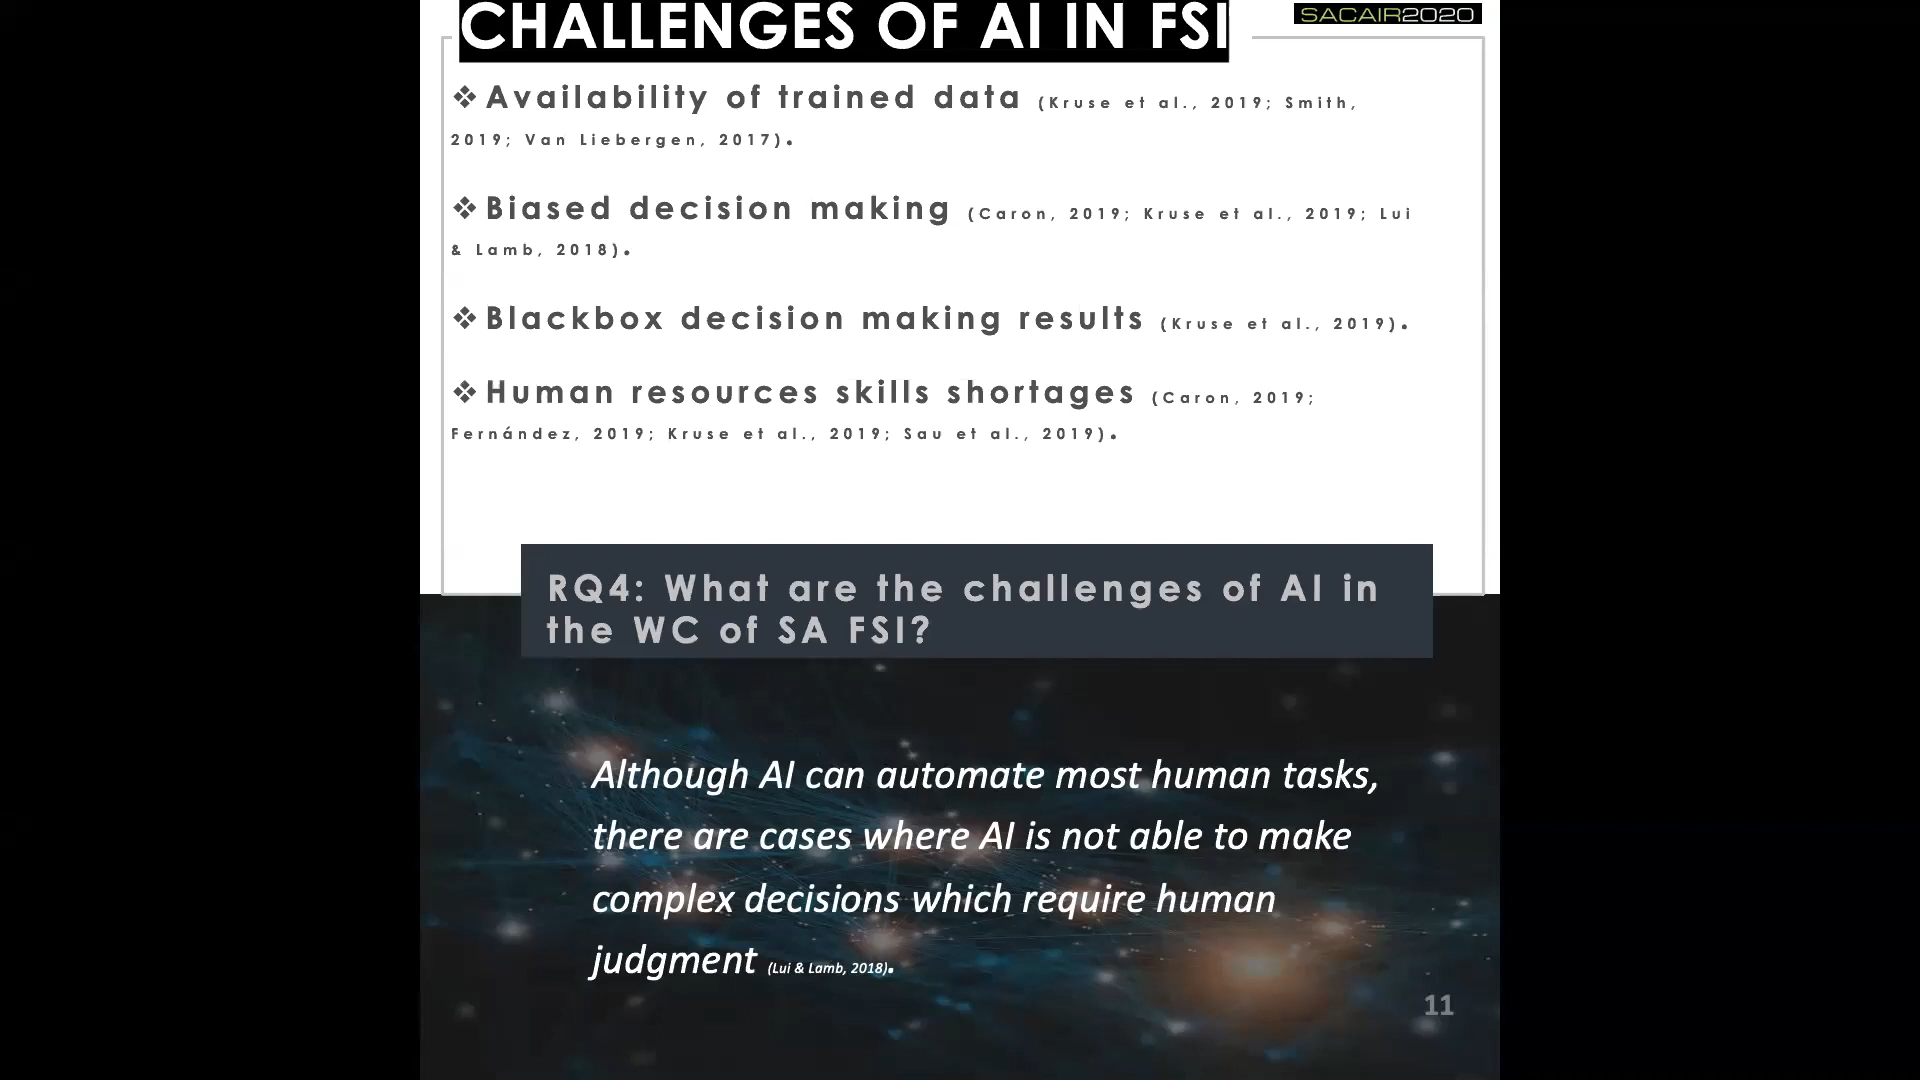 CHALLENGES OF AI IN FSI
SACAIR2020
❖Availability of trained data (Kruse et al., 2019; Smith,
2019; Van Liebergen, 2017).
❖Biased decision making (Caron, 2019; Kruse et al., 2019; Lui
& Lamb, 2018).
❖Blackbox decision making results (Kruse et al., 2019).
❖Human resources skills shortages (Caron, 2019;
Fernández, 2019; Kruse et al., 2019; Sau et al., 2019).
RQ4: What are the challenges of AI in
the WC of SA FSI?
Although AI can automate most human tasks,
there are cases where AI is not able to make
complex decisions which require human
judgment (Lui & Lamb, 2018).
11